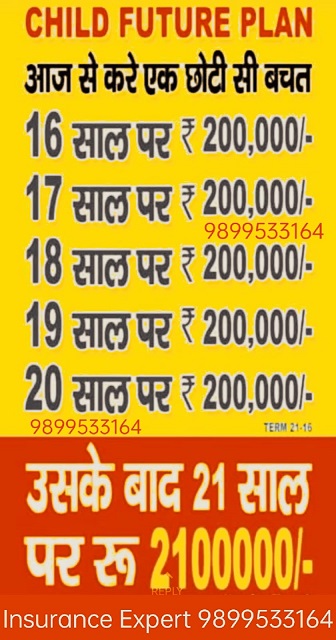 CHILD FUTURE PLAN
आज से करे एक छोटी सी बचत
16 साल पर ₹ 200,000/-
17 साल पर ₹ 200,000/-
9899533164
18 साल पर ₹ 200,000/-
19 साल पर ₹ 200,000/-
20 साल पर ₹ 200,000/-
9899533164
TERM 21-16
उसके बाद 21 साल
पर रू 2100000/-
REPLY
Insurance Expert 9899533164